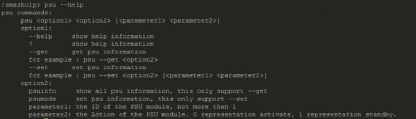 /smashclp> psu --help
psu commands:
psu <option1> <option2> [<parameter1> <parameter2>]
option1:
--help show help information
? show help information
--get get psu information
for example : psu --get <option2>
--set set psu information
for example : psu --set <option2> [<parameter1> <parameter2>]
option2:
psuinfo show all psu information, this only support --get
psumode set psu information, this only support --set
parameter1: the ID of the PSU module, not more than 1
parameter2: the Action of the PSU module. 0 representation activate, 1 representation standby.